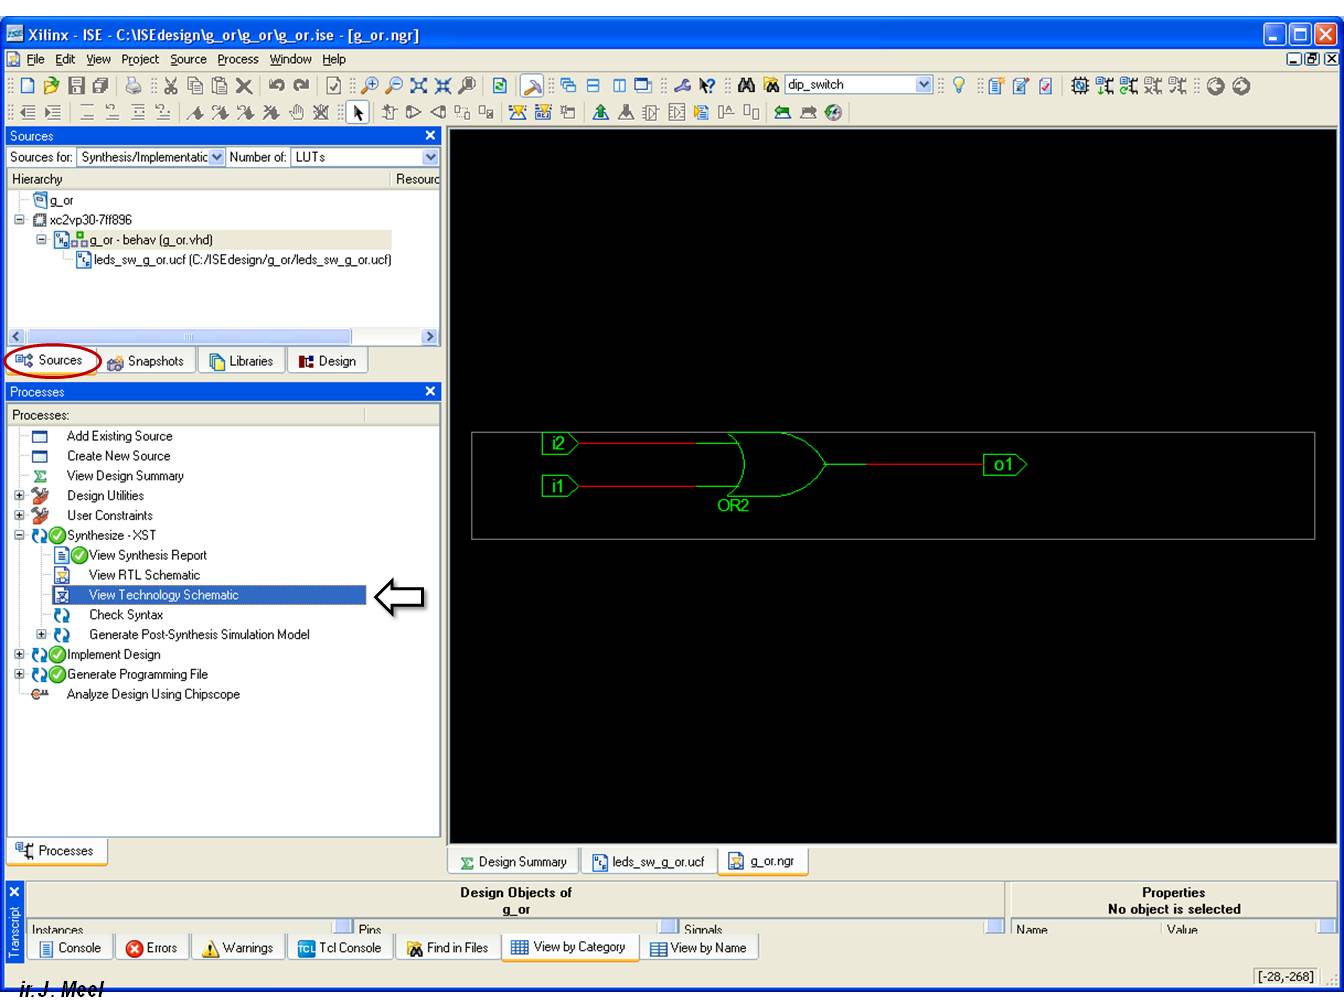 Xilinx - ISE - C:\ISEdesign\g_or\g_or\g_or.ise - [g_or.ngr]
File Edit View Project Source Process Window Help
dip_switch
Sources
Sources for: Synthesis/Implementatic Number of: LUTs
Hierarchy Resourc
g_or
xc2vp30-7ff896
g_or - behav (g_or.vhd)
leds_sw_g_or.ucf (C:/ISEdesign/g_or/leds_sw_g_or.ucf)
Sources Snapshots Libraries Design
Processes
Processes:
Add Existing Source
Create New Source
View Design Summary
Design Utilities
User Constraints
Synthesize - XST
View Synthesis Report
View RTL Schematic
View Technology Schematic
Check Syntax
Generate Post-Synthesis Simulation Model
Implement Design
Generate Programming File
Analyze Design Using Chipscope
Processes
i2
i1
OR2
o1
Design Summary leds_sw_g_or.ucf g_or.ngr
Transcript
Design Objects of
g_or
Properties
No object is selected
Instances Pins Signals Name Value
Console Errors Warnings Tcl Console Find in Files View by Category View by Name
[-28,-268]
ir. J. Meel